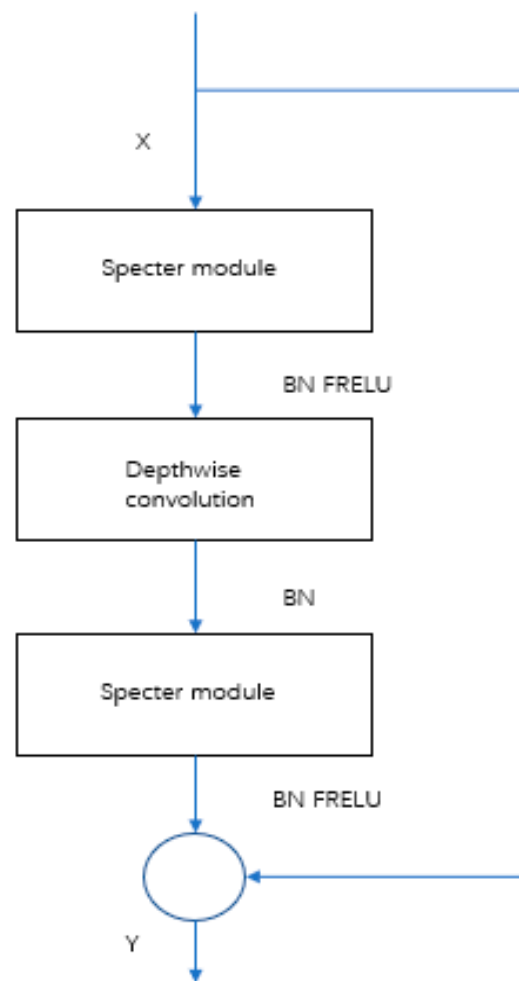 X
Specter module
BN FRELU
Depthwise
convolution
BN
Specter module
BN FRELU
Y